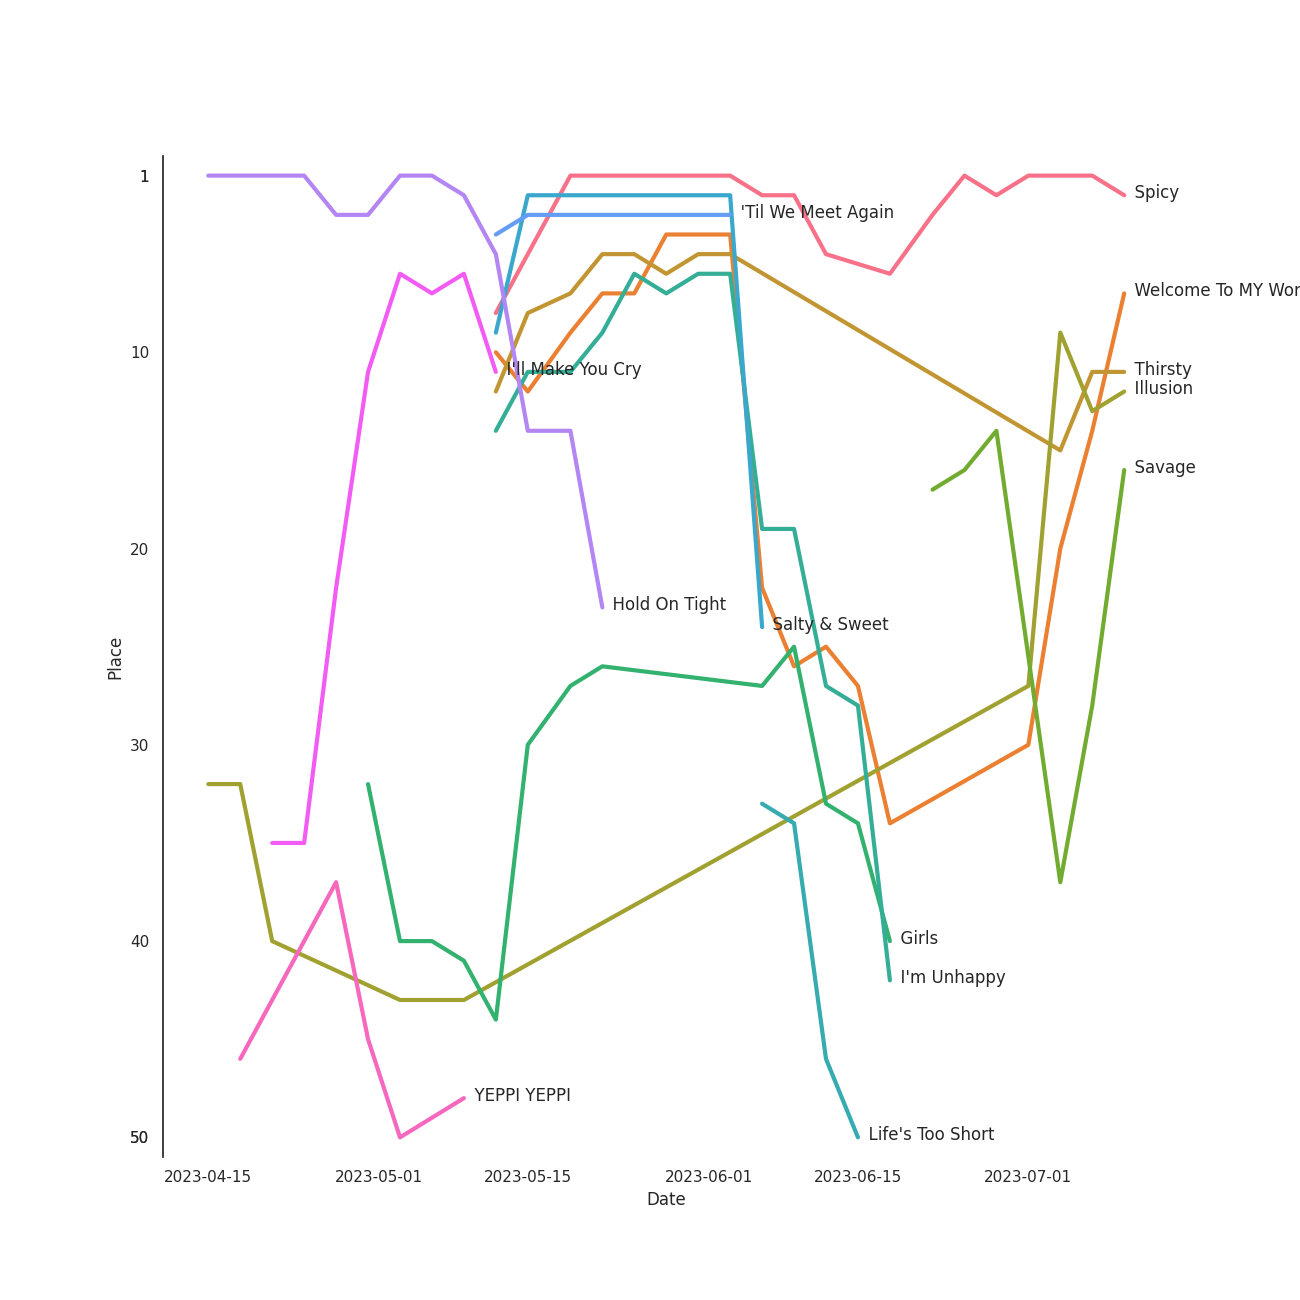 1
Spicy
'Til We Meet Again
Welcome To MY Wor
10
I'll Make You Cry
Thirsty
Illusion
Savage
20
Hold On Tight
Salty & Sweet
Place
30
40
Girls
I'm Unhappy
YEPPI YEPPI
50
Life's Too Short
2023-04-15
2023-05-01
2023-05-15
2023-06-01
2023-06-15
2023-07-01
Date